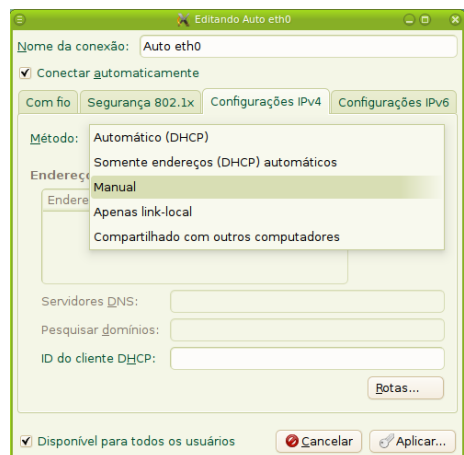 Editando Auto eth0
Nome da conexão: Auto eth0
Conectar automaticamente
Com fio Segurança 802.1x Configurações IPv4 Configurações IPv6
Método: Automático (DHCP)
Somente endereços (DHCP) automáticos
Endereço
Manual
Endere
Apenas link-local
Compartilhado com outros computadores
Servidores DNS:
Pesquisar domínios:
ID do cliente DHCP:
Rotas...
Disponível para todos os usuários Cancelar Aplicar...